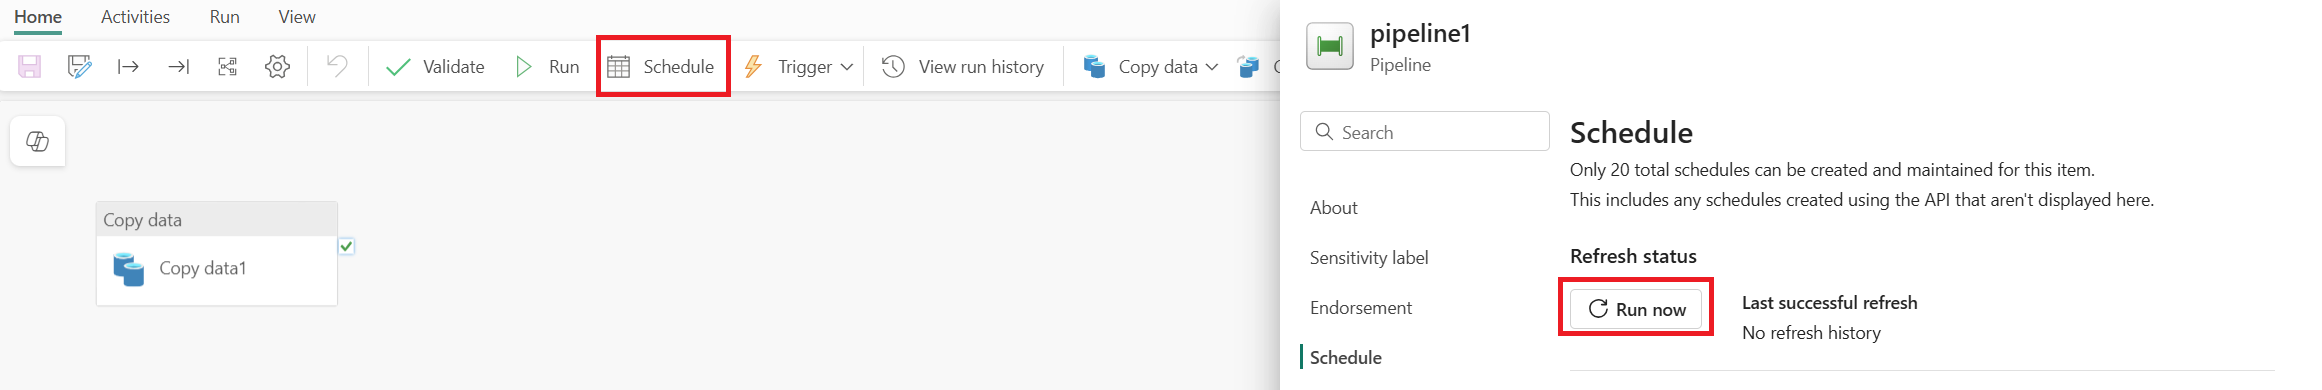 Home Activities Run View
Validate Run Schedule Trigger View run history Copy data
Copy data
Copy data1
pipeline1
Pipeline
Search
About
Sensitivity label
Endorsement
Schedule
Schedule
Only 20 total schedules can be created and maintained for this item.
This includes any schedules created using the API that aren't displayed here.
Refresh status
Run now
Last successful refresh
No refresh history